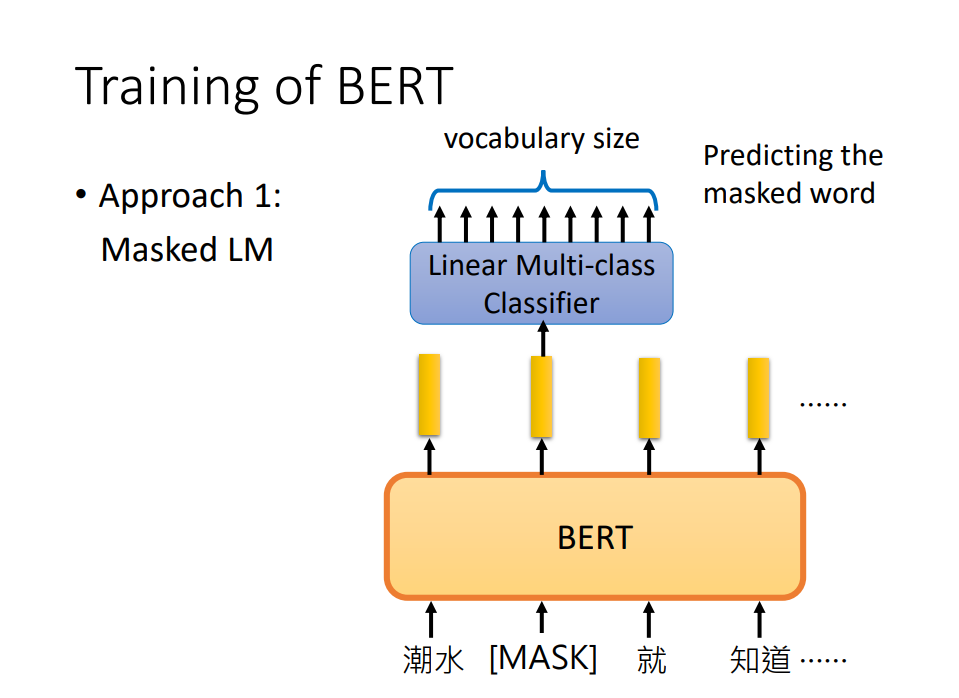 Training of BERT
• Approach 1:
Masked LM
vocabulary size
Predicting the
masked word
Linear Multi-class
Classifier
……
BERT
潮水 [MASK] 就 知道 ……